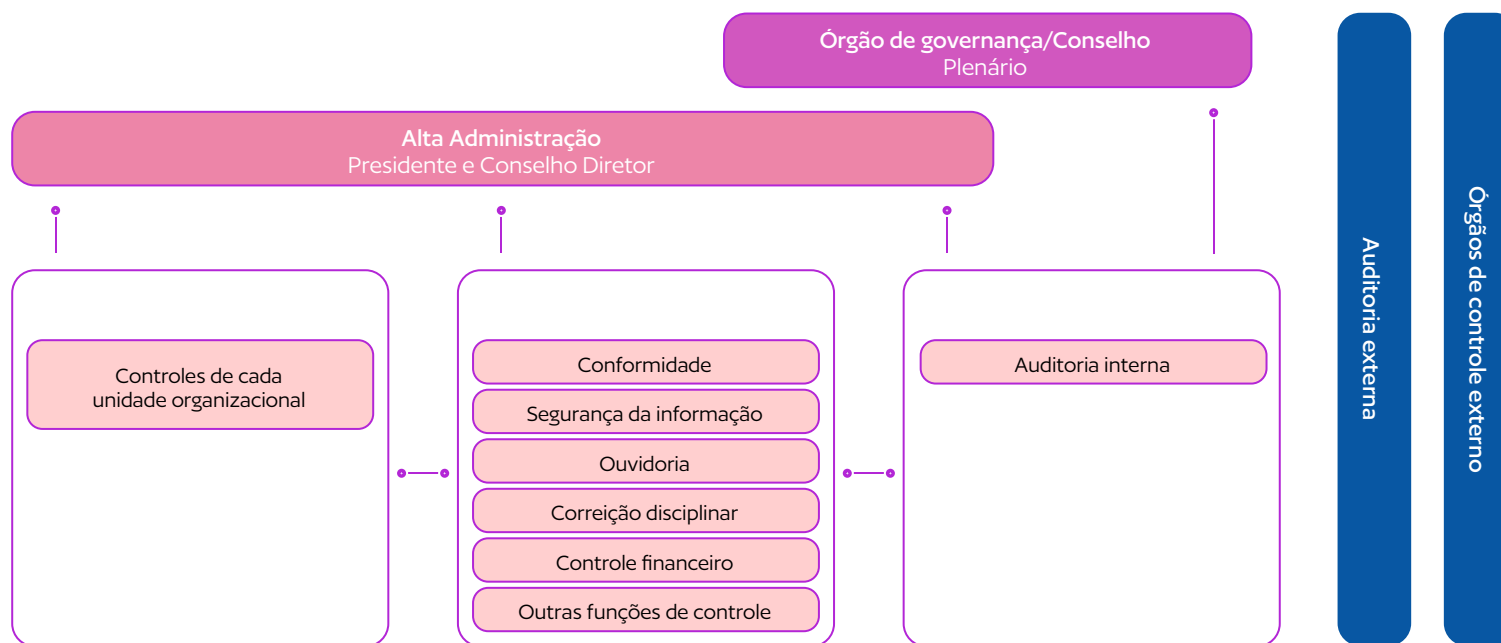 Órgão de governança/Conselho
Plenário
Alta Administração
Presidente e Conselho Diretor
Controles de cada
unidade organizacional
Conformidade
Segurança da informação
Ouvidoria
Correição disciplinar
Controle financeiro
Outras funções de controle
Auditoria interna
Auditoria externa
Órgãos de controle externo